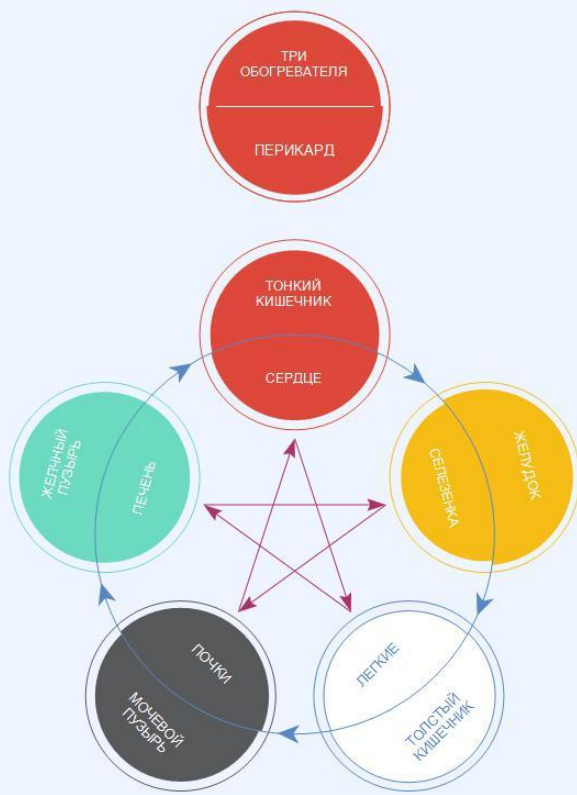 ТРИ
ОБОГРЕВАТЕЛЯ
ПЕРИКАРД
ТОНКИЙ
КИШЕЧНИК
СЕРДЦЕ
ЖЕЛЧНЫЙ
ПУЗЫРЬ
ПЕЧЕНЬ
СЕЛЕЗЕНКА
ЖЕЛУДОК
ПОЧКИ
МОЧЕВОЙ
ПУЗЫРЬ
ЛЕГКИЕ
ТОЛСТЫЙ
КИШЕЧНИК